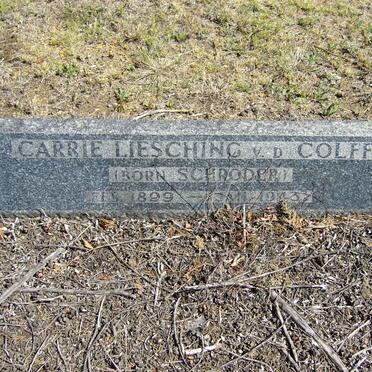 CARRIE LIESCHING V. D COLFF
(BORN SCHRODER)
1899